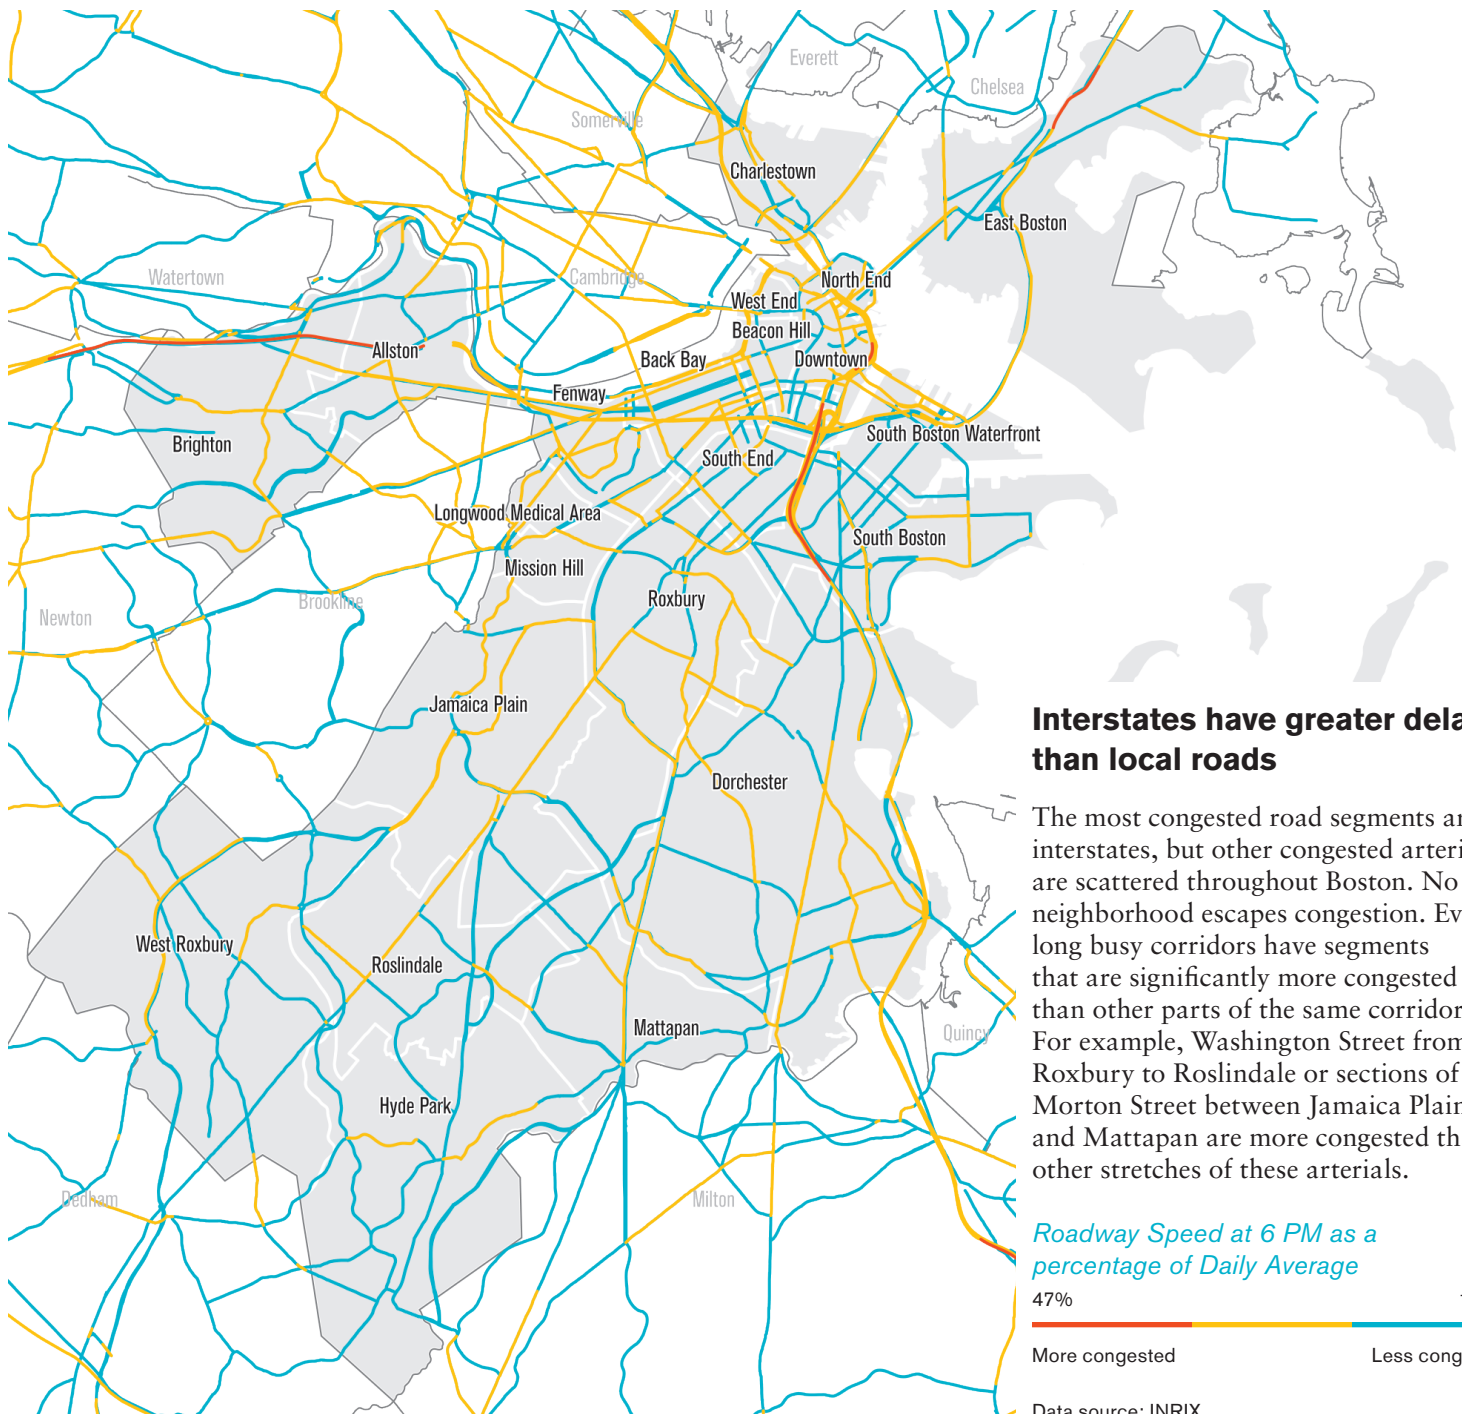 Everett
Chelsea
Somerville
Charlestown
East Boston
Watertown
Cambridge
North End
West End
Beacon Hill
Allston
Back Bay
Downtown
Fenway
South Boston Waterfront
Brighton
South End
Longwood Medical Area
South Boston
Mission Hill
Roxbury
Brookline
Newton
Jamaica Plain
Dorchester
West Roxbury
Roslindale
Mattapan
Quincy
Hyde Park
Dedham
Milton
Interstates have greater dela
than local roads
The most congested road segments ar
interstates, but other congested arteri
are scattered throughout Boston. No
neighborhood escapes congestion. Ev
long busy corridors have segments
that are significantly more congested
than other parts of the same corridor
For example, Washington Street from
Roxbury to Roslindale or sections of
Morton Street between Jamaica Plain
and Mattapan are more congested th
other stretches of these arterials.
Roadway Speed at 6 PM as a
percentage of Daily Average
47%
More congested
Less cong
Data source: INRIX